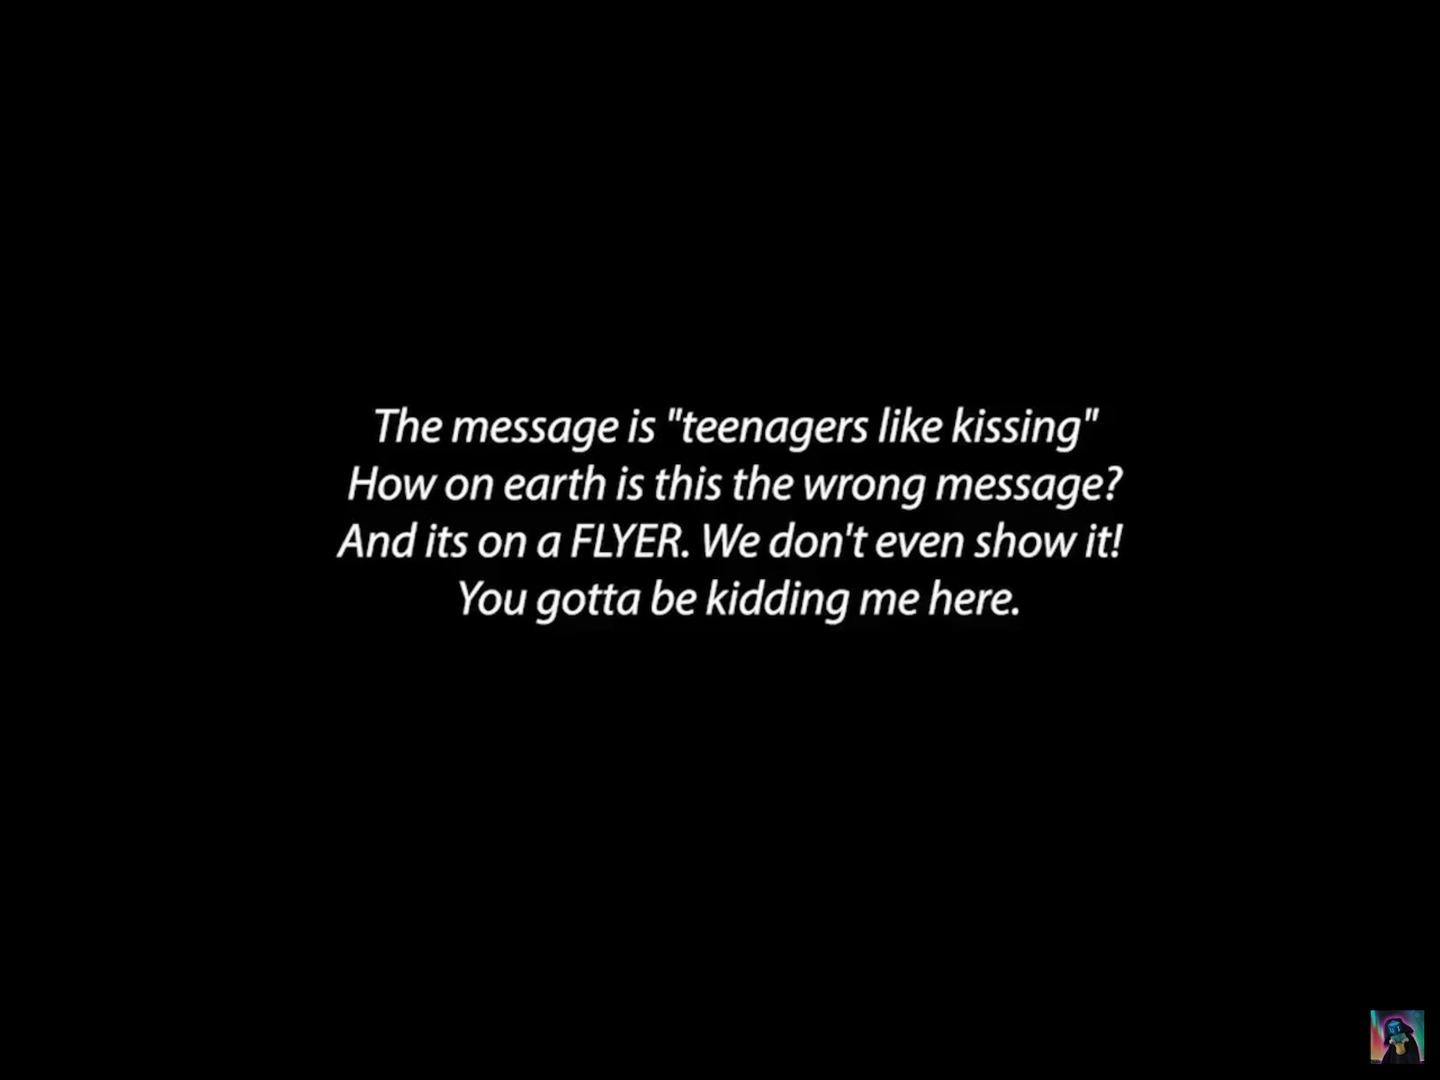 The message is "teenagers like kissing"
How on earth is this the wrong message?
And its on a FLYER. We don't even show it!
You gotta be kidding me here.